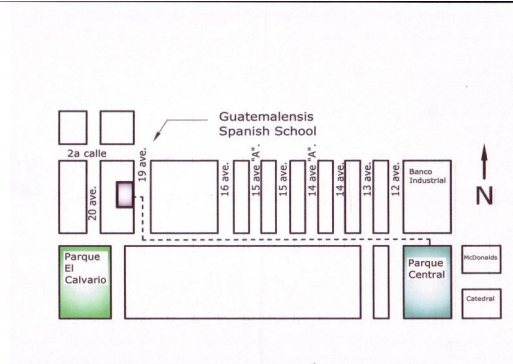 Guatemalensis
Spanish School
2a calle
19 ave.
20 ave.
16 ave.
15 ave "A".
15 ave.
14 ave "A".
14 ave.
13 ave.
12 ave.
Banco
Industrial
N
Parque
El
Calvario
Parque
Central
McDonalds
Catedral